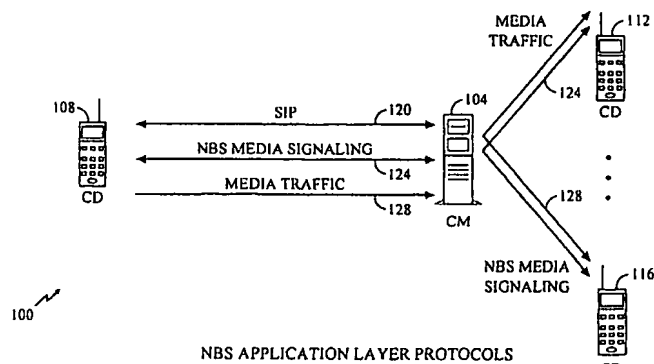 MEDIA
TRAFFIC
112
124
CD
108
SIP
120
104
NBS MEDIA SIGNALING
124
MEDIA TRAFFIC
128
CD
CM
128
NBS MEDIA
SIGNALING
116
100
NBS APPLICATION LAYER PROTOCOLS